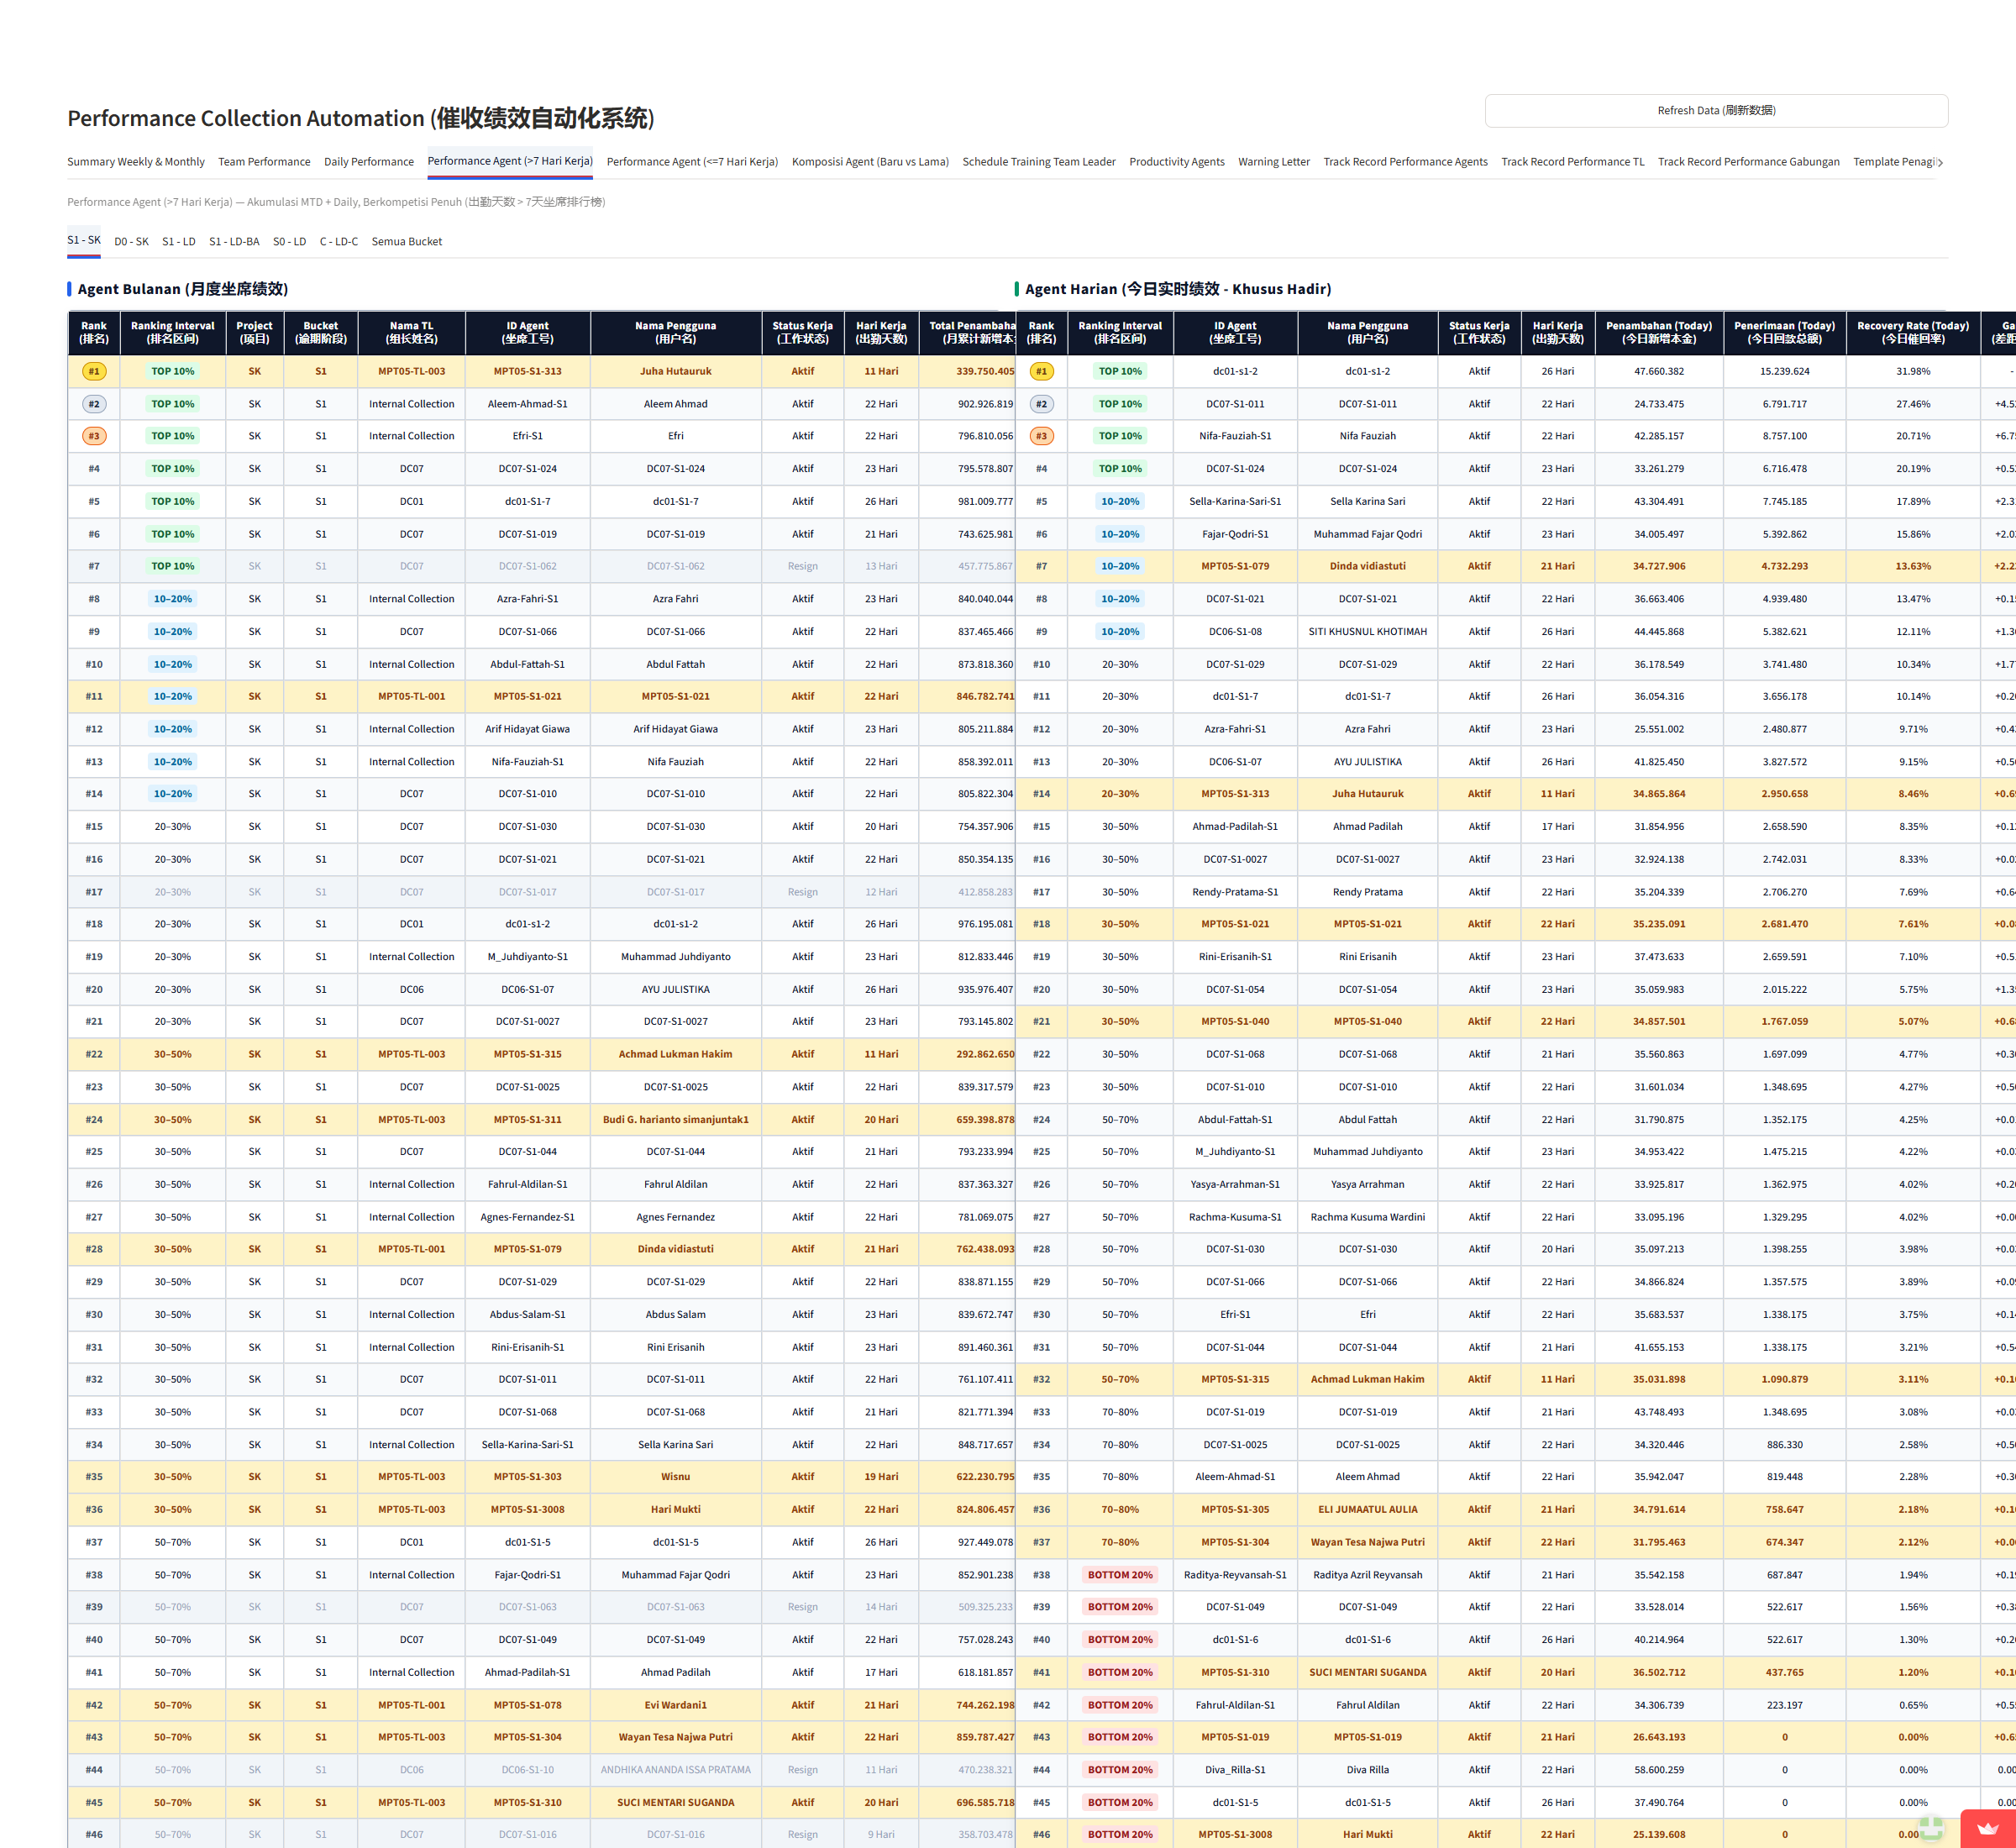 Performance Collection Automation (催收绩效自动化系统)
Refresh Data (刷新数据)
Summary Weekly & Monthly Team Performance Daily Performance Performance Agent (>7 Hari Kerja) Performance Agent (<=7 Hari Kerja) Komposisi Agent (Baru vs Lama) Schedule Training Team Leader Productivity Agents Warning Letter Track Record Performance Agents Track Record Performance TL Track Record Performance Gabungan Template
Performance Agent (>7 Hari Kerja) — Akumulasi MTD + Daily, Berkompetisi Penuh (出勤天数 > 7天坐席排行榜)
S1 - SK D0 - SK S1 - LD S1 - LD-BA S0 - LD C - LD-C Semua Bucket
Agent Bulanan (月度坐席绩效)
Rank Ranking Interval Project Bucket Nama TL ID Agent Nama Pengguna Status Kerja Hari Kerja Total
(排名) (排名区间) (项目) (逾期阶段) (组长姓名) (坐席工号) (用户名) (工作状态) (出勤天数) (月累计新增本
#1 TOP 10% SK S1 MPT05-TL-003 MPT05-S1-313 Juha Hutauruk Aktif 11 Hari 339.750.405
#2 TOP 10% SK S1 Internal Collection Aleem-Ahmad-S1 Aleem Ahmad Aktif 22 Hari 902.926.819
#3 TOP 10% SK S1 Internal Collection Efri-S1 Efri Aktif 22 Hari 796.810.056
#4 TOP 10% SK S1 DC07 DC07-S1-024 DC07-S1-024 Aktif 23 Hari 795.578.807
#5 TOP 10% SK S1 DC01 dc01-s1-7 dc01-s1-7 Aktif 26 Hari 981.009.777
#6 TOP 10% SK S1 DC07 DC07-S1-019 DC07-S1-019 Aktif 21 Hari 743.625.981
#7 TOP 10% SK S1 DC07 DC07-S1-062 DC07-S1-062 Resign 13 Hari 457.775.867
#8 10–20% SK S1 Internal Collection Azra-Fahri-S1 Azra Fahri Aktif 23 Hari 840.040.044
#9 10–20% SK S1 DC07 DC07-S1-066 DC07-S1-066 Aktif 22 Hari 837.465.466
#10 10–20% SK S1 Internal Collection Abdul-Fattah-S1 Abdul Fattah Aktif 22 Hari 873.818.360
#11 10–20% SK S1 MPT05-TL-001 MPT05-S1-021 MPT05-S1-021 Aktif 22 Hari 846.782.741
#12 10–20% SK S1 Internal Collection Arif Hidayat Giawa Arif Hidayat Giawa Aktif 23 Hari 805.211.884
#13 10–20% SK S1 Internal Collection Nifa-Fauziah-S1 Nifa Fauziah Aktif 22 Hari 858.392.011
#14 10–20% SK S1 DC07 DC07-S1-010 DC07-S1-010 Aktif 22 Hari 805.822.304
#15 20–30% SK S1 DC07 DC07-S1-030 DC07-S1-030 Aktif 20 Hari 754.357.906
#16 20–30% SK S1 DC07 DC07-S1-021 DC07-S1-021 Aktif 22 Hari 850.354.135
#17 20–30% SK S1 DC07 DC07-S1-017 DC07-S1-017 Resign 12 Hari 412.858.283
#18 20–30% SK S1 DC01 dc01-s1-2 dc01-s1-2 Aktif 26 Hari 976.195.081
#19 20–30% SK S1 Internal Collection M_Juhdiyanto-S1 Muhammad Juhdiyanto Aktif 23 Hari 812.833.446
#20 20–30% SK S1 DC06 DC06-S1-07 AYU JULISTIKA Aktif 26 Hari 935.976.407
#21 20–30% SK S1 DC07 DC07-S1-0027 DC07-S1-0027 Aktif 23 Hari 793.145.802
#22 30–50% SK S1 MPT05-TL-003 MPT05-S1-315 Achmad Lukman Hakim Aktif 11 Hari 292.862.650
#23 30–50% SK S1 DC07 DC07-S1-0025 DC07-S1-0025 Aktif 22 Hari 839.317.579
#24 30–50% SK S1 MPT05-TL-003 MPT05-S1-311 Budi G. harianto simanjuntak1 Aktif 20 Hari 659.398.878
#25 30–50% SK S1 DC07 DC07-S1-044 DC07-S1-044 Aktif 21 Hari 793.233.994
#26 30–50% SK S1 Internal Collection Fahrul-Aldilan-S1 Fahrul Aldilan Aktif 22 Hari 837.363.327
#27 30–50% SK S1 Internal Collection Agnes-Fernandez-S1 Agnes Fernandez Aktif 22 Hari 781.069.075
#28 30–50% SK S1 MPT05-TL-001 MPT05-S1-079 Dinda vidiastuti Aktif 21 Hari 762.438.093
#29 30–50% SK S1 DC07 DC07-S1-029 DC07-S1-029 Aktif 22 Hari 838.871.155
#30 30–50% SK S1 Internal Collection Abdus-Salam-S1 Abdus Salam Aktif 23 Hari 839.672.747
#31 30–50% SK S1 Internal Collection Rini-Erisanih-S1 Rini Erisanih Aktif 23 Hari 891.460.361
#32 30–50% SK S1 DC07 DC07-S1-011 DC07-S1-011 Aktif 22 Hari 761.107.411
#33 30–50% SK S1 DC07 DC07-S1-068 DC07-S1-068 Aktif 21 Hari 821.771.394
#34 30–50% SK S1 Internal Collection Sella-Karina-Sari-S1 Sella Karina Sari Aktif 22 Hari 848.717.657
#35 30–50% SK S1 MPT05-TL-003 MPT05-S1-303 Wisnu Aktif 19 Hari 622.230.795
#36 30–50% SK S1 MPT05-TL-003 MPT05-S1-3008 Hari Mukti Aktif 22 Hari 824.806.457
#37 50–70% SK S1 DC01 dc01-S1-5 dc01-S1-5 Aktif 26 Hari 927.449.078
#38 50–70% SK S1 Internal Collection Fajar-Qodri-S1 Muhammad Fajar Qodri Aktif 23 Hari 852.901.238
#39 50–70% SK S1 DC07 DC07-S1-063 DC07-S1-063 Resign 14 Hari 509.325.233
#40 50–70% SK S1 DC07 DC07-S1-049 DC07-S1-049 Aktif 22 Hari 757.028.243
#41 50–70% SK S1 Internal Collection Ahmad-Padilah-S1 Ahmad Padilah Aktif 17 Hari 618.181.857
#42 50–70% SK S1 MPT05-TL-001 MPT05-S1-078 Evi Wardani1 Aktif 21 Hari 744.262.198
#43 50–70% SK S1 MPT05-TL-003 MPT05-S1-304 Wayan Tesa Najwa Putri Aktif 22 Hari 859.787.427
#44 50–70% SK S1 DC06 DC06-S1-10 ANDHIKA ANANDA ISSA PRATAMA Resign 11 Hari 470.238.321
#45 50–70% SK S1 MPT05-TL-003 MPT05-S1-310 SUCI MENTARI SUGANDA Aktif 20 Hari 696.585.718
#46 50–70% SK S1 DC07 DC07-S1-016 DC07-S1-016 Resign 9 Hari 358.703.478
Agent Harian (今日实时绩效 - Khusus Hadir)
Rank Ranking Interval ID Agent Nama Pengguna Status Kerja Hari Kerja Penambahan (Today) Penerimaan (Today) Recovery Rate (Today)
(排名) (排名区间) (坐席工号) (用户名) (工作状态) (出勤天数) (今日新增本金) (今日回款总额) (今日催回率)
#1 TOP 10% dc01-s1-2 dc01-s1-2 Aktif 26 Hari 47.660.382 15.239.624 31.98% -
#2 TOP 10% DC07-S1-011 DC07-S1-011 Aktif 22 Hari 24.733.475 6.791.717 27.46%
#3 TOP 10% Nifa-Fauziah-S1 Nifa Fauziah Aktif 22 Hari 42.285.157 8.757.100 20.71%
#4 TOP 10% DC07-S1-024 DC07-S1-024 Aktif 23 Hari 33.261.279 6.716.478 20.19%
#5 10–20% Sella-Karina-Sari-S1 Sella Karina Sari Aktif 22 Hari 43.304.491 7.745.185 17.89%
#6 10–20% Fajar-Qodri-S1 Muhammad Fajar Qodri Aktif 23 Hari 34.005.497 5.392.862 15.86%
#7 10–20% MPT05-S1-079 Dinda vidiastuti Aktif 21 Hari 34.727.906 4.732.293 13.63%
#8 10–20% DC07-S1-021 DC07-S1-021 Aktif 22 Hari 36.663.406 4.939.480 13.47%
#9 10–20% DC06-S1-08 SITI KHUSNUL KHOTIMAH Aktif 26 Hari 44.445.868 5.382.621 12.11%
#10 20–30% DC07-S1-029 DC07-S1-029 Aktif 22 Hari 36.178.549 3.741.480 10.34%
#11 20–30% dc01-s1-7 dc01-s1-7 Aktif 26 Hari 36.054.316 3.656.178 10.14%
#12 20–30% Azra-Fahri-S1 Azra Fahri Aktif 23 Hari 25.551.002 2.480.877 9.71%
#13 20–30% DC06-S1-07 AYU JULISTIKA Aktif 26 Hari 41.825.450 3.827.572 9.15%
#14 20–30% MPT05-S1-313 Juha Hutauruk Aktif 11 Hari 34.865.864 2.950.658 8.46%
#15 30–50% Ahmad-Padilah-S1 Ahmad Padilah Aktif 17 Hari 31.854.956 2.658.590 8.35%
#16 30–50% DC07-S1-0027 DC07-S1-0027 Aktif 23 Hari 32.924.138 2.742.031 8.33%
#17 30–50% Rendy-Pratama-S1 Rendy Pratama Aktif 22 Hari 35.204.339 2.706.270 7.69%
#18 30–50% MPT05-S1-021 MPT05-S1-021 Aktif 22 Hari 35.235.091 2.681.470 7.61%
#19 30–50% Rini-Erisanih-S1 Rini Erisanih Aktif 23 Hari 37.473.633 2.659.591 7.10%
#20 30–50% DC07-S1-054 DC07-S1-054 Aktif 23 Hari 35.059.983 2.015.222 5.75%
#21 30–50% MPT05-S1-040 MPT05-S1-040 Aktif 22 Hari 34.857.501 1.767.059 5.07%
#22 30–50% DC07-S1-068 DC07-S1-068 Aktif 21 Hari 35.560.863 1.697.099 4.77%
#23 30–50% DC07-S1-010 DC07-S1-010 Aktif 22 Hari 31.601.034 1.348.695 4.27%
#24 50–70% Abdul-Fattah-S1 Abdul Fattah Aktif 22 Hari 31.790.875 1.352.175 4.25%
#25 50–70% M_Juhdiyanto-S1 Muhammad Juhdiyanto Aktif 23 Hari 34.953.422 1.475.215 4.22%
#26 50–70% Yasya-Arrahman-S1 Yasya Arrahman Aktif 22 Hari 33.925.817 1.362.975 4.02%
#27 50–70% Rachma-Kusuma-S1 Rachma Kusuma Wardini Aktif 22 Hari 33.095.196 1.329.295 4.02%
#28 50–70% DC07-S1-030 DC07-S1-030 Aktif 20 Hari 35.097.213 1.398.255 3.98%
#29 50–70% DC07-S1-066 DC07-S1-066 Aktif 22 Hari 34.866.824 1.357.575 3.89%
#30 50–70% Efri-S1 Efri Aktif 22 Hari 35.683.537 1.338.175 3.75%
#31 50–70% DC07-S1-044 DC07-S1-044 Aktif 21 Hari 41.655.153 1.338.175 3.21%
#32 50–70% MPT05-S1-315 Achmad Lukman Hakim Aktif 11 Hari 35.031.898 1.090.879 3.11%
#33 70–80% DC07-S1-019 DC07-S1-019 Aktif 21 Hari 43.748.493 1.348.695 3.08%
#34 70–80% DC07-S1-0025 DC07-S1-0025 Aktif 22 Hari 34.320.446 886.330 2.58%
#35 70–80% Aleem-Ahmad-S1 Aleem Ahmad Aktif 22 Hari 35.942.047 819.448 2.28%
#36 70–80% MPT05-S1-305 ELI JUMAATUL AULIA Aktif 21 Hari 34.791.614 758.647 2.18%
#37 70–80% MPT05-S1-304 Wayan Tesa Najwa Putri Aktif 22 Hari 31.795.463 674.347 2.12%
#38 BOTTOM 20% Raditya-Reyvansah-S1 Raditya Azril Reyvansah Aktif 21 Hari 35.542.158 687.847 1.94%
#39 BOTTOM 20% DC07-S1-049 DC07-S1-049 Aktif 22 Hari 33.528.014 522.617 1.56%
#40 BOTTOM 20% dc01-S1-6 dc01-S1-6 Aktif 26 Hari 40.214.964 522.617 1.30%
#41 BOTTOM 20% MPT05-S1-310 SUCI MENTARI SUGANDA Aktif 20 Hari 36.502.712 437.765 1.20%
#42 BOTTOM 20% Fahrul-Aldilan-S1 Fahrul Aldilan Aktif 22 Hari 34.306.739 223.197 0.65%
#43 BOTTOM 20% MPT05-S1-019 MPT05-S1-019 Aktif 21 Hari 26.643.193 0 0.00%
#44 BOTTOM 20% Diva_Rilla-S1 Diva Rilla Aktif 22 Hari 58.600.259 0 0.00%
#45 BOTTOM 20% dc01-S1-5 dc01-S1-5 Aktif 26 Hari 37.490.764 0 0.00%
#46 BOTTOM 20% MPT05-S1-3008 Hari Mukti Aktif 22 Hari 25.139.608 0